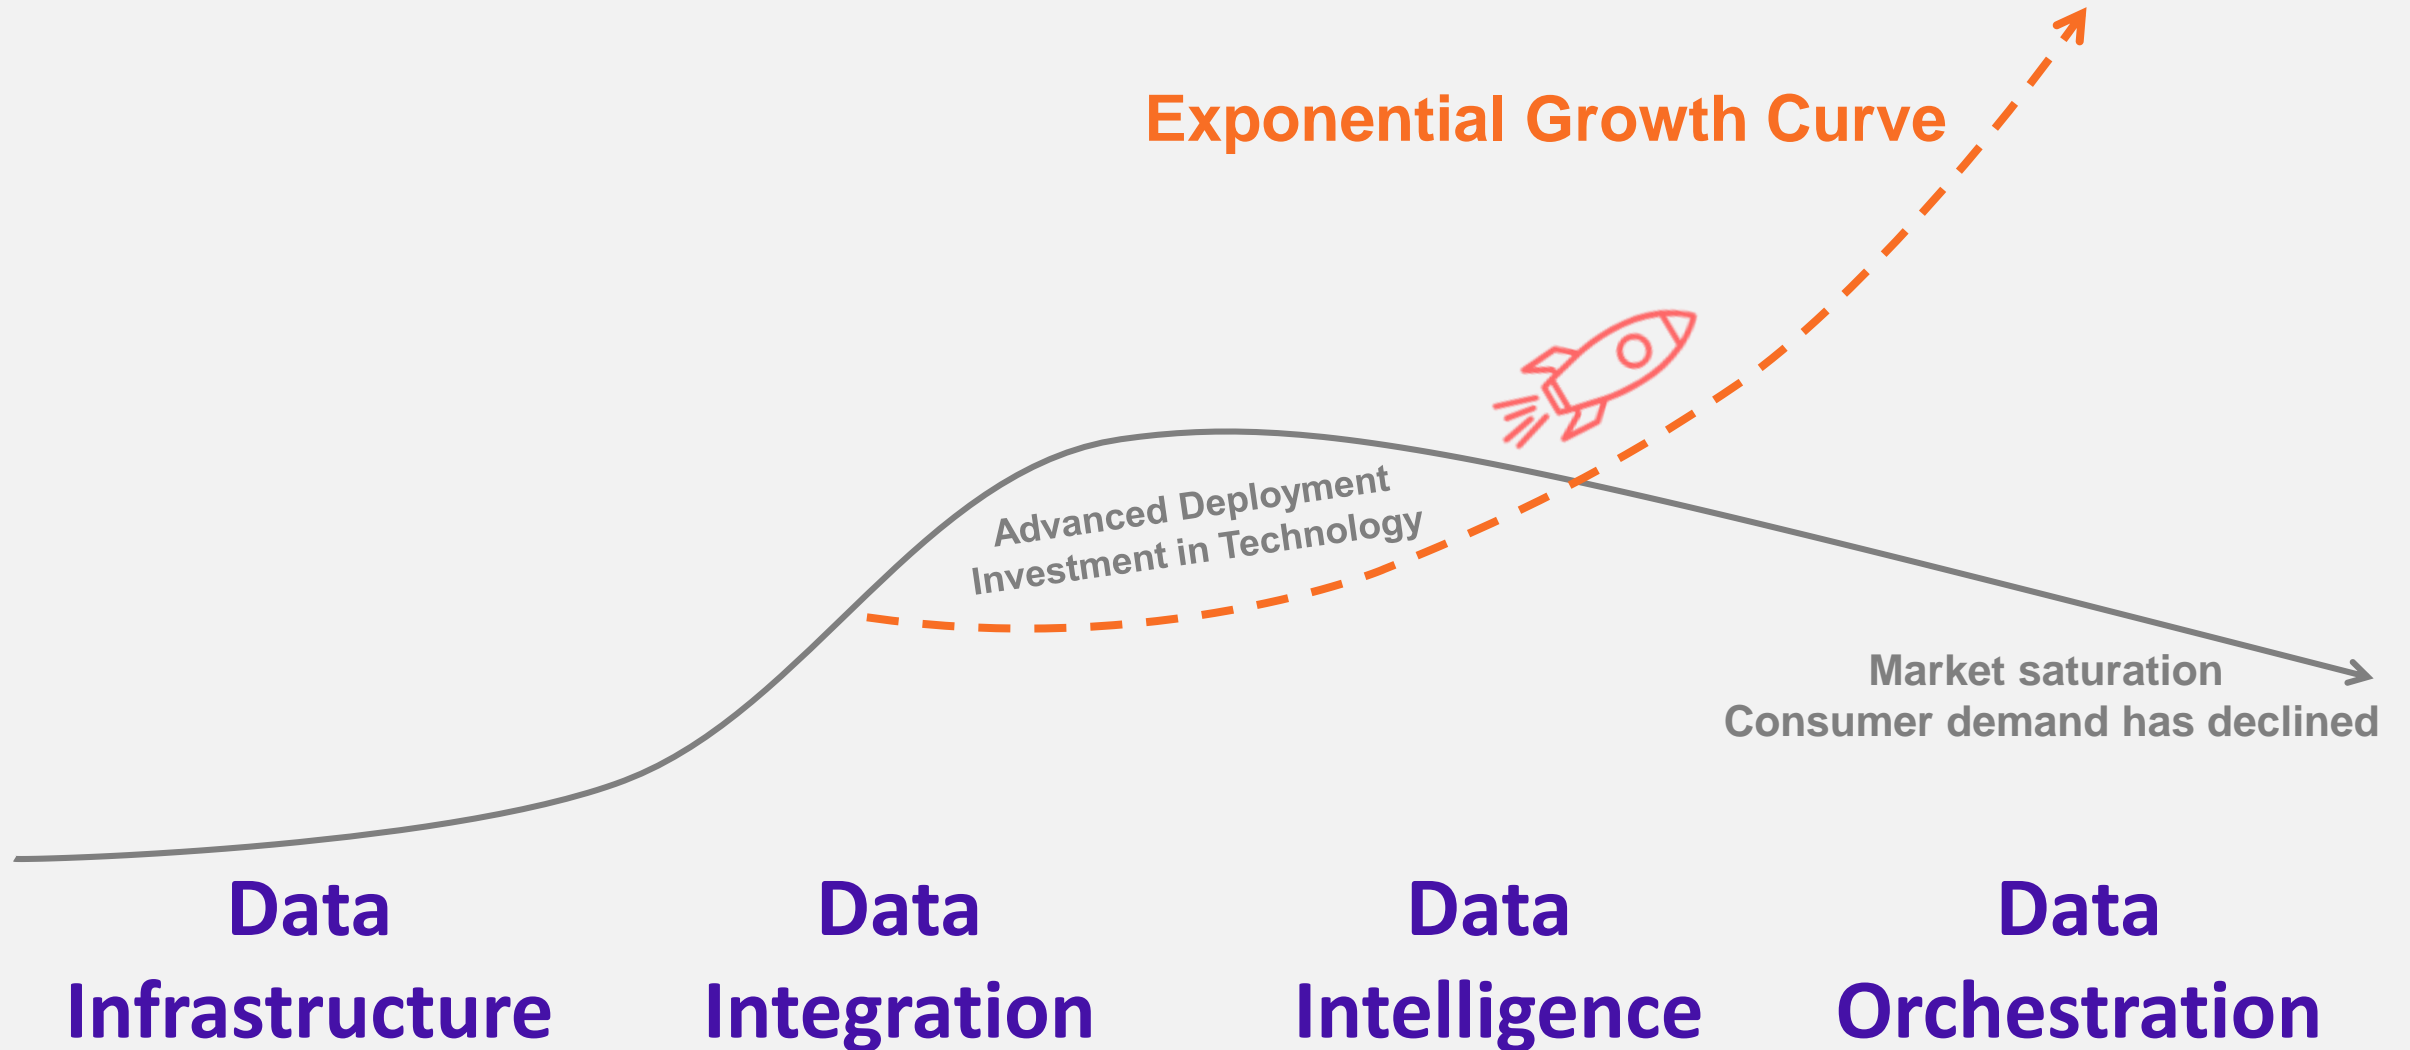 Exponential Growth Curve
Advanced Deployment
Investment in Technology
Market saturation
Consumer demand has declined
Data
Infrastructure
Data
Integration
Data
Intelligence
Data
Orchestration